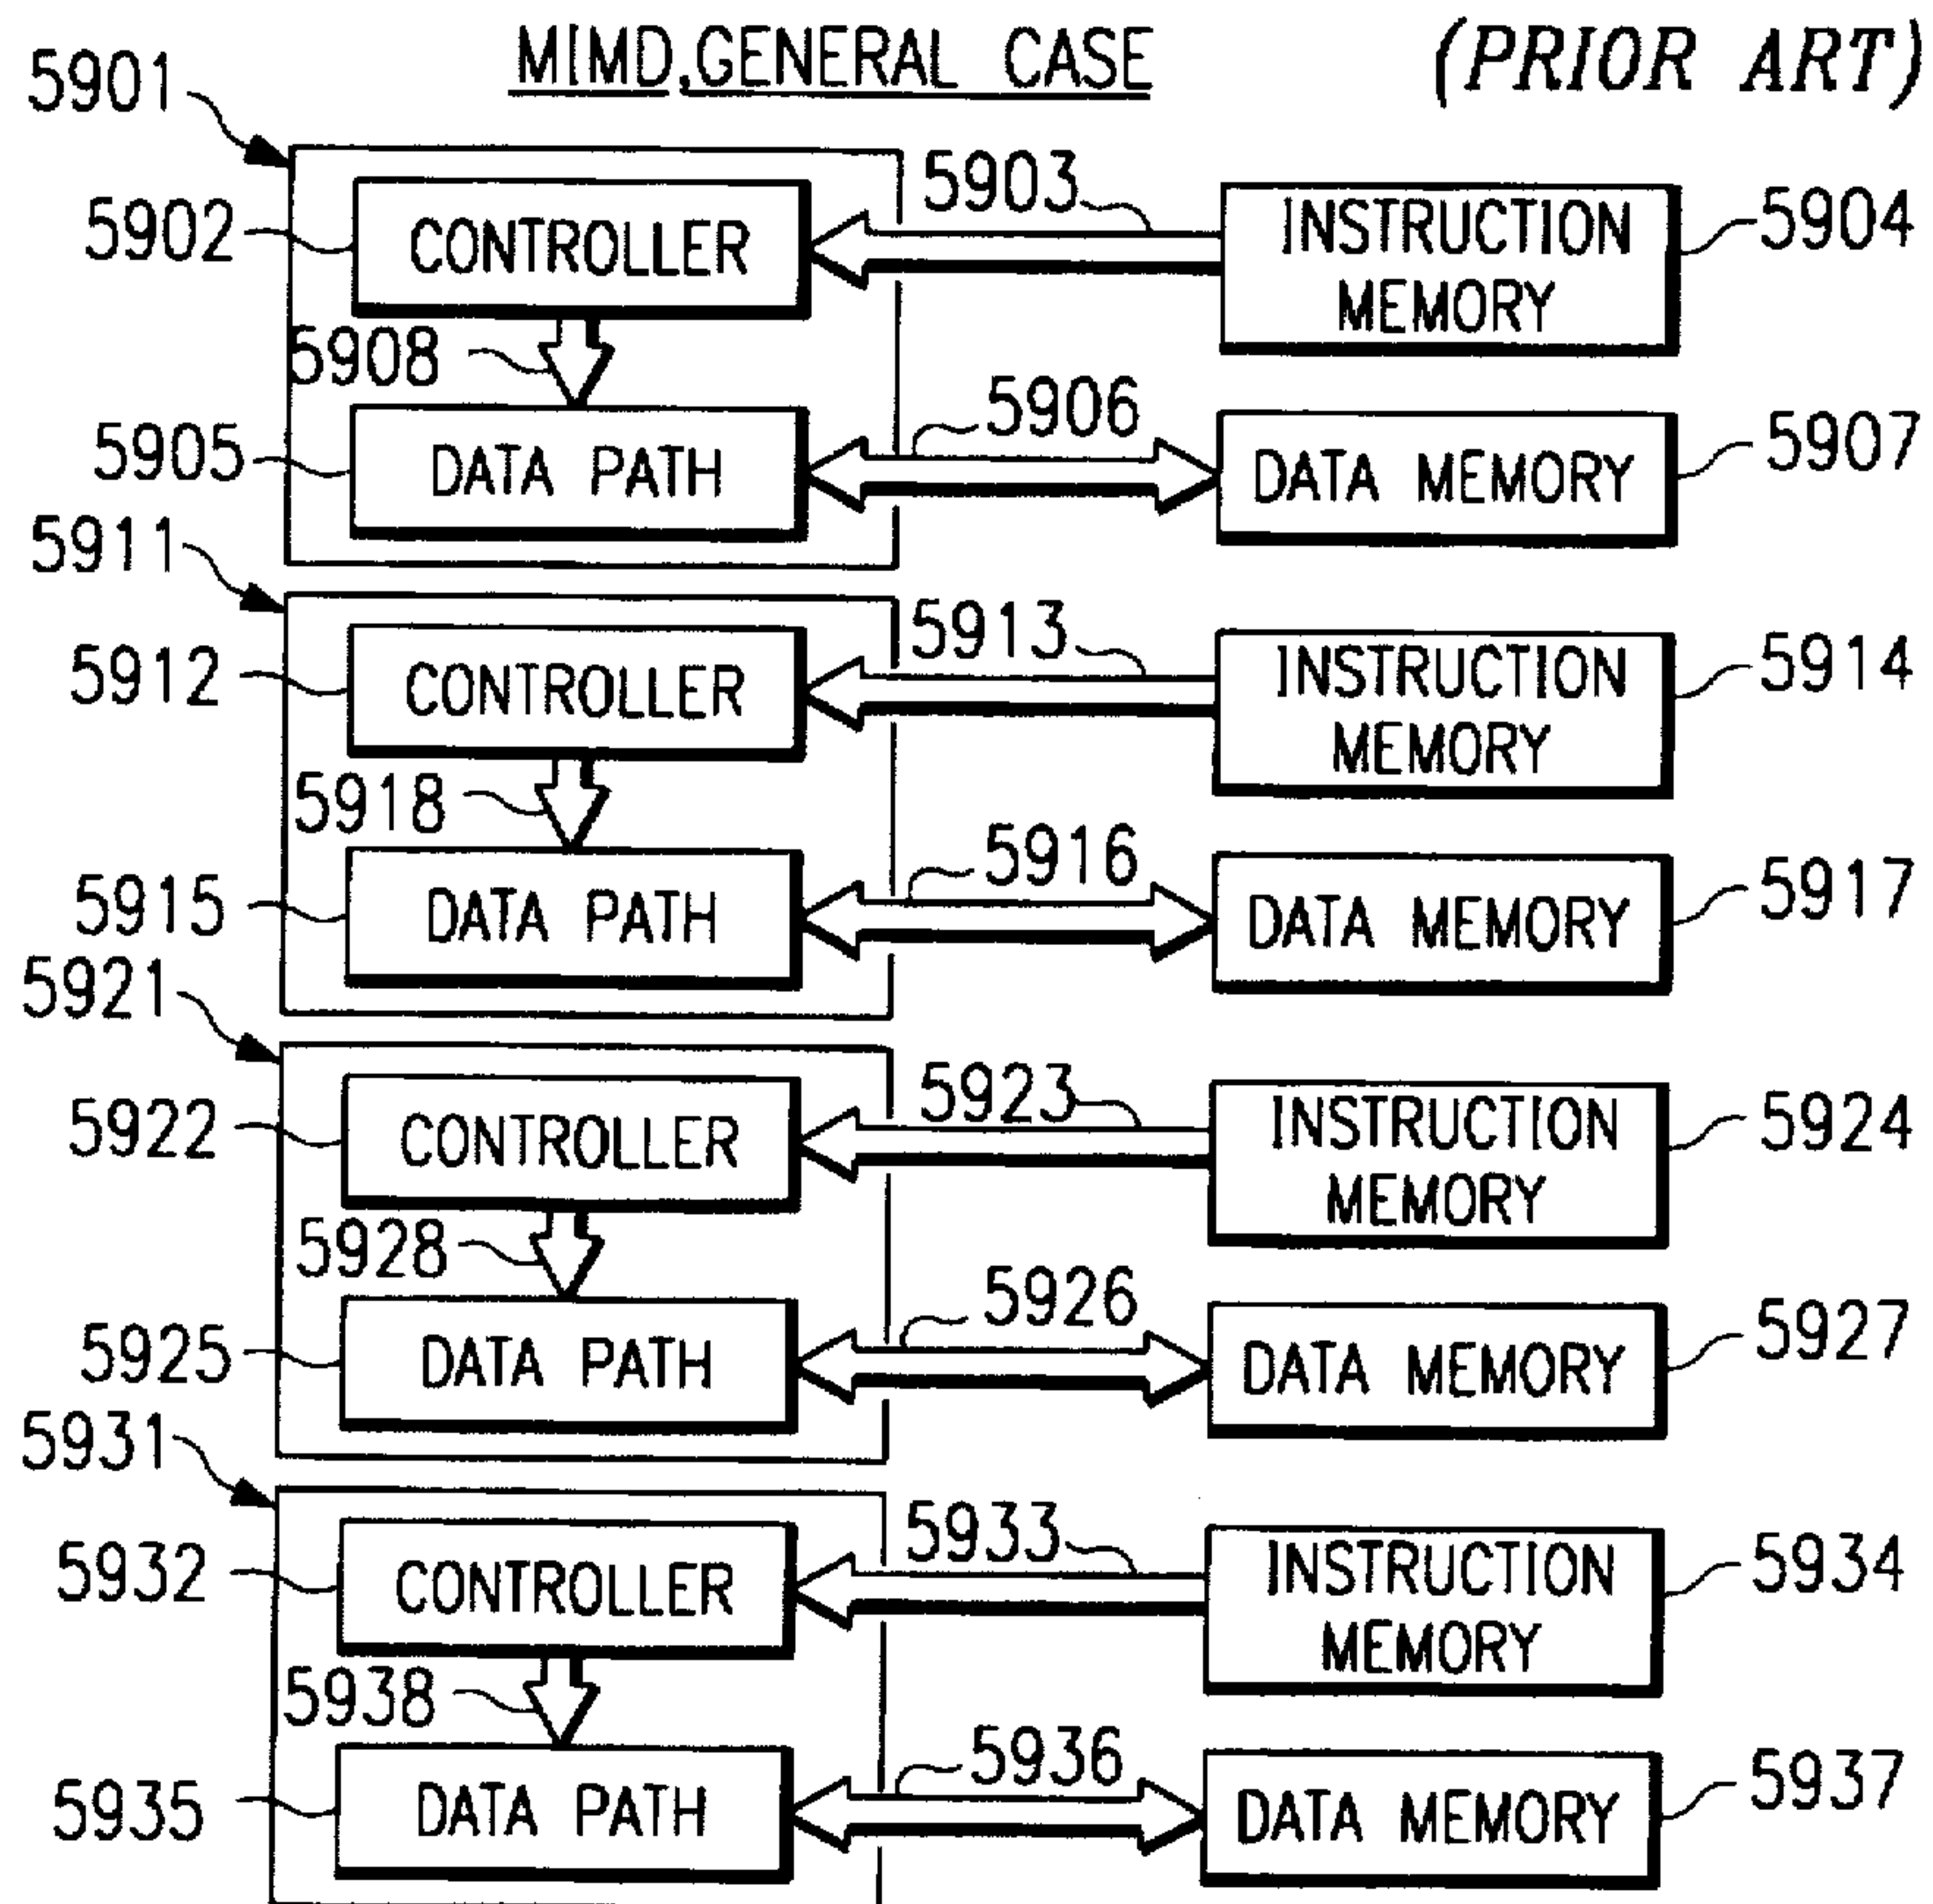 MIMD,GENERAL CASE
(PRIOR ART)
5901
5902
CONTROLLER
5903
INSTRUCTION
MEMORY
5904
5908
5905
DATA PATH
5906
DATA MEMORY
5907
5911
5912
CONTROLLER
5913
INSTRUCTION
MEMORY
5914
5918
5915
DATA PATH
5916
DATA MEMORY
5917
5921
5922
CONTROLLER
5923
INSTRUCTION
MEMORY
5924
5928
5925
DATA PATH
5926
DATA MEMORY
5927
5931
5932
CONTROLLER
5933
INSTRUCTION
MEMORY
5934
5938
5935
DATA PATH
5936
DATA MEMORY
5937